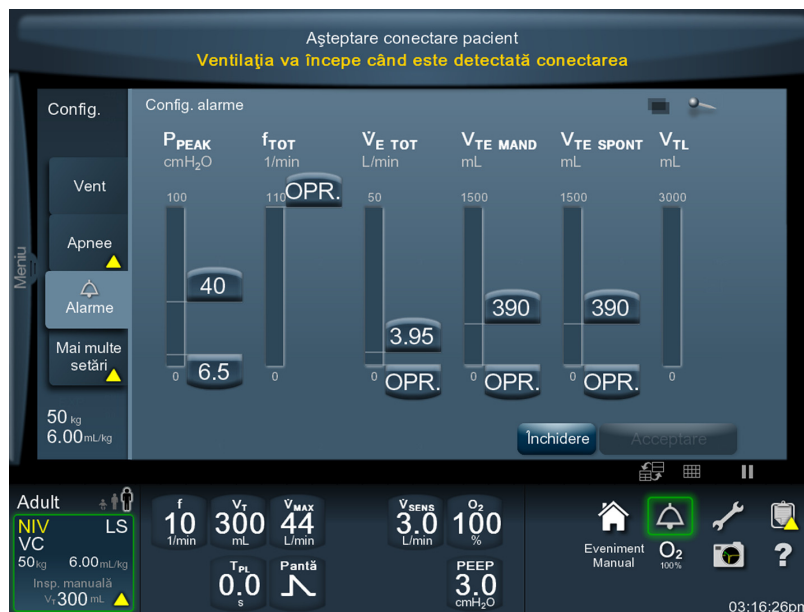 Aşteptare conectare pacient
Ventilaţia va începe când este detectată conectarea
Meniu
Config.
Vent
Apnee
Alarme
Mai multe
setări
50 kg
6.00 mL/kg
Config. alarme
PPEAK fTOT V̇E TOT VTE MAND VTE SPONT VTL
cmH₂O 1/min L/min mL mL mL
100 110 OPR. 50 1500 1500 3000
40 390 390
3.95
6.5 OPR. OPR. OPR.
0 0 0 0 0 0
Închidere Acceptare
Adult
NIV LS
VC
50 kg 6.00 mL/kg
Insp. manuală
VT 300 mL
f VT V̇MAX V̇SENS O₂
10 300 44 3.0 100
1/min mL L/min L/min %
TPL Pantă PEEP
0.0 3.0
s cmH₂O
Eveniment
Manual
O₂
100%
?
03:16:26pm